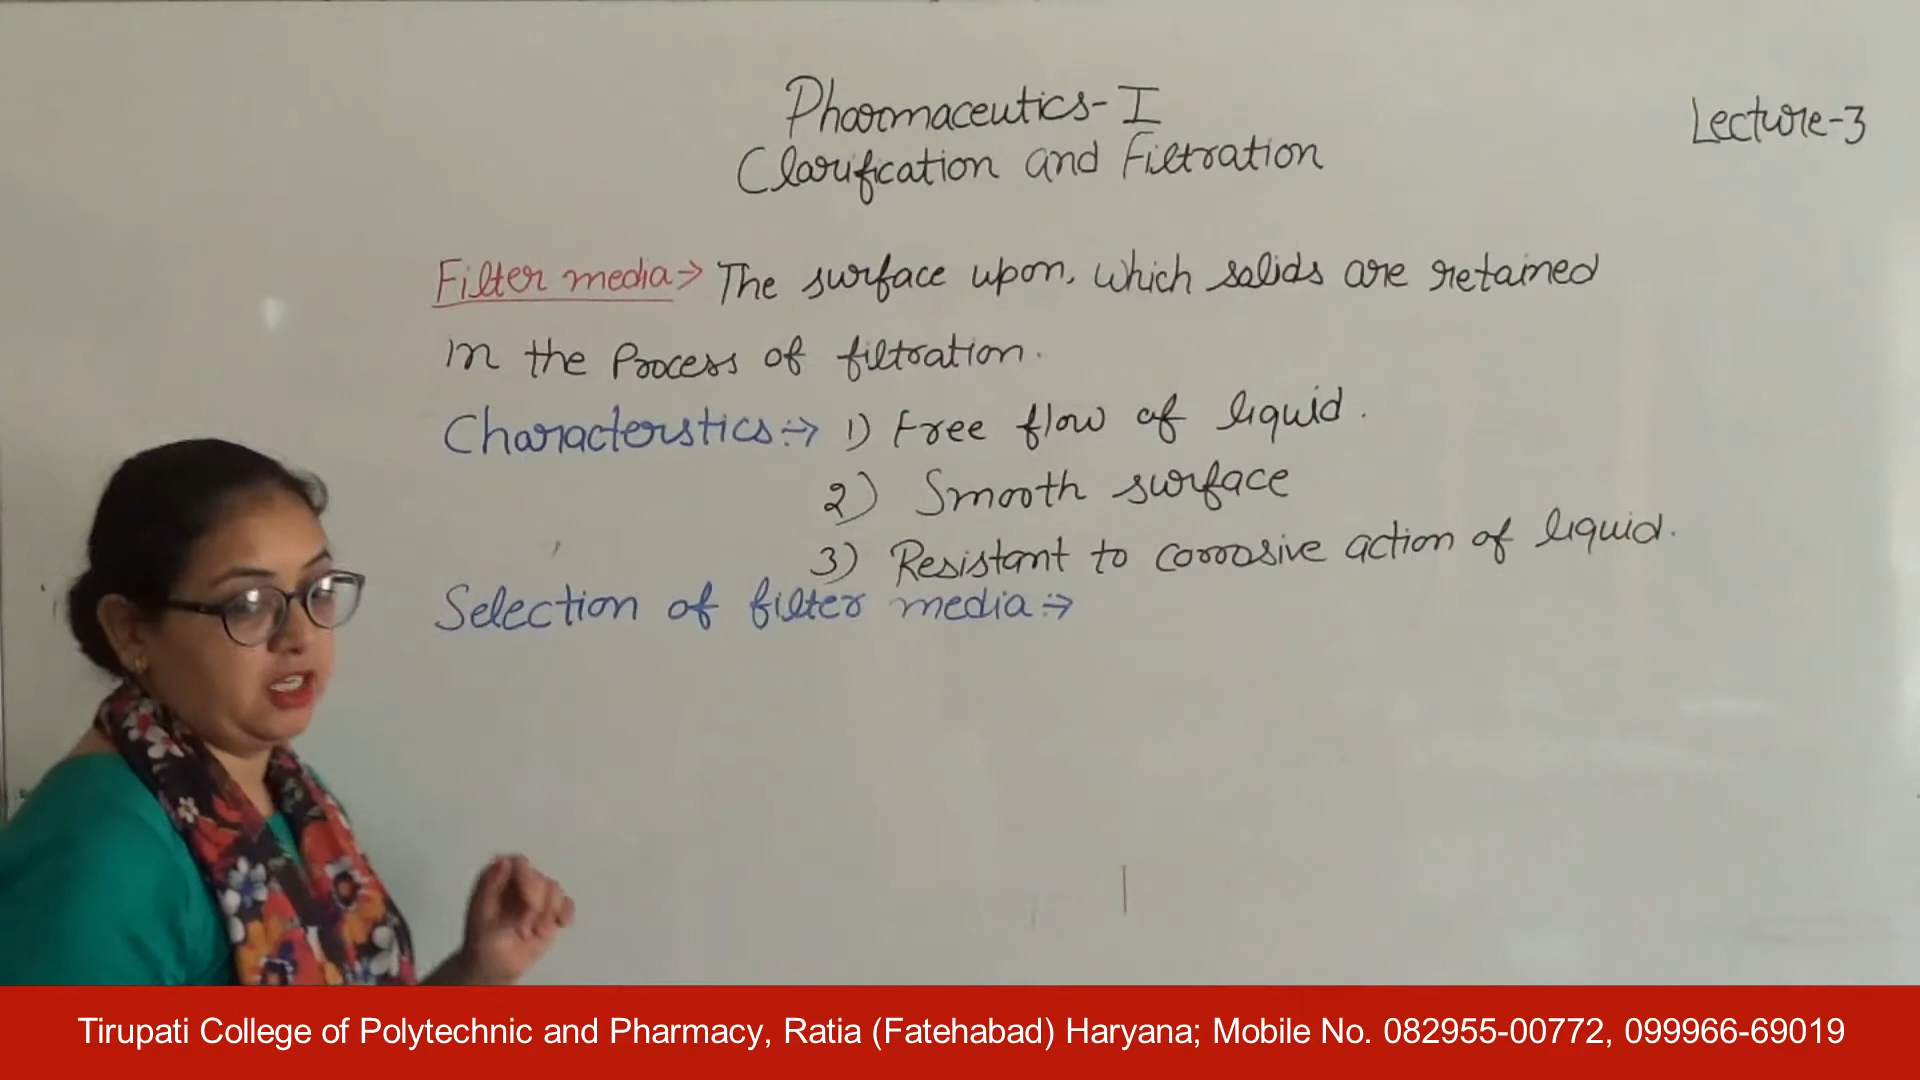 Pharmaceutics-I
Lecture-3
Clarification and Filtration
Filter media → The surface upon, which solids are retained
in the Process of filtration.
Characterstics:→ 1) Free flow of liquid.
2) Smooth surface
3) Resistant to corrosive action of liquid.
Selection of filter media:→
Tirupati College of Polytechnic and Pharmacy, Ratia (Fatehabad) Haryana; Mobile No. 082955-00772, 099966-69019